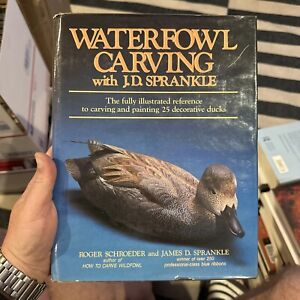 WATERFOWL
CARVING
with J.D. SPRANKLE
The fully illustrated reference
to carving and painting 25 decorative ducks
ROGER SCHROEDER and JAMES D. SPRANKLE
author of
HOW TO CARVE WILDFOWL
winner of over 250
professional-class blue ribbons